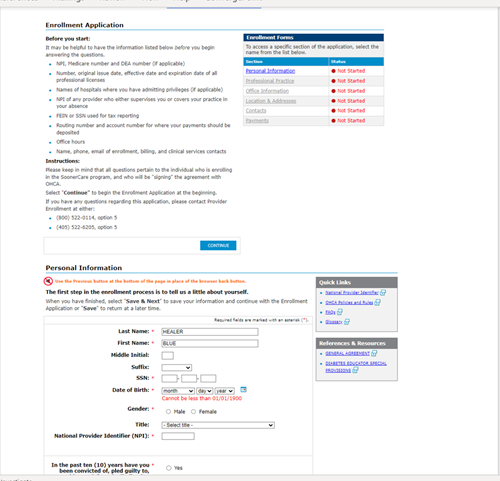 Enrollment Application
Before you start:
It may be helpful to have the information listed below before you begin
answering the questions.
NPI, Medicare number and DEA number (if applicable)
Number, original issue date, effective date and expiration date of all
professional licenses
Names of hospitals where you have admitting privileges (if applicable)
NPI of any provider who either supervises you or covers your practice in
your absence
FEIN or SSN used for tax reporting
Routing number and account number for where your payments should be
deposited
Office hours
Name, phone, email of enrollment, billing, and clinical services contacts
Instructions:
Please keep in mind that all questions pertain to the individual who is enrolling
in the SoonerCare program, and who will be "signing" the agreement with
OHCA.
Select "Continue" to begin the Enrollment Application at the beginning.
If you have any questions regarding this application, please contact Provider
Enrollment at either:
(800) 522-0114, option 5
(405) 522-6205, option 5
CONTINUE
Enrollment Forms
To access a specific section of the application, select the
name from the list below.
Section Status
Personal Information Not Started
Professional Practice Not Started
Office Information Not Started
Location & Addresses Not Started
Contacts Not Started
Payments Not Started
Personal Information
Use the Previous button at the bottom of the page in place of the browser back button.
The first step in the enrollment process is to tell us a little about yourself.
When you have finished, select "Save & Next" to save your information and continue with the Enrollment
Application or "Save" to return at a later time.
Required fields are marked with an asterisk (*).
Last Name: * HEALER
First Name: * BLUE
Middle Initial:
Suffix:
SSN: * - -
Date of Birth: * month day year
Cannot be less than 01/01/1900
Gender: * Male Female
Title: - Select title -
National Provider Identifier (NPI): *
In the past ten (10) years have you * Yes
been convicted of, pled guilty to,
Quick Links
National Provider Identifier
OHCA Policies and Rules
FAQs
Glossary
References & Resources
GENERAL AGREEMENT
DIABETES EDUCATOR SPECIAL
PROVISIONS